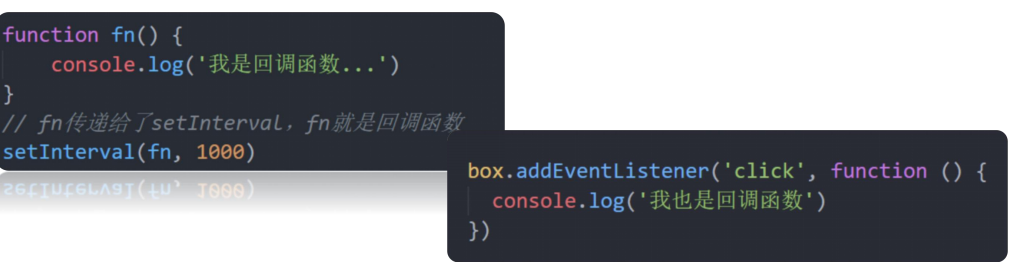 function fn() {
    console.log('我是回调函数...')
}
// fn传递给了setInterval，fn就是回调函数
setInterval(fn, 1000)
box.addEventListener('click', function () {
  console.log('我也是回调函数')
})